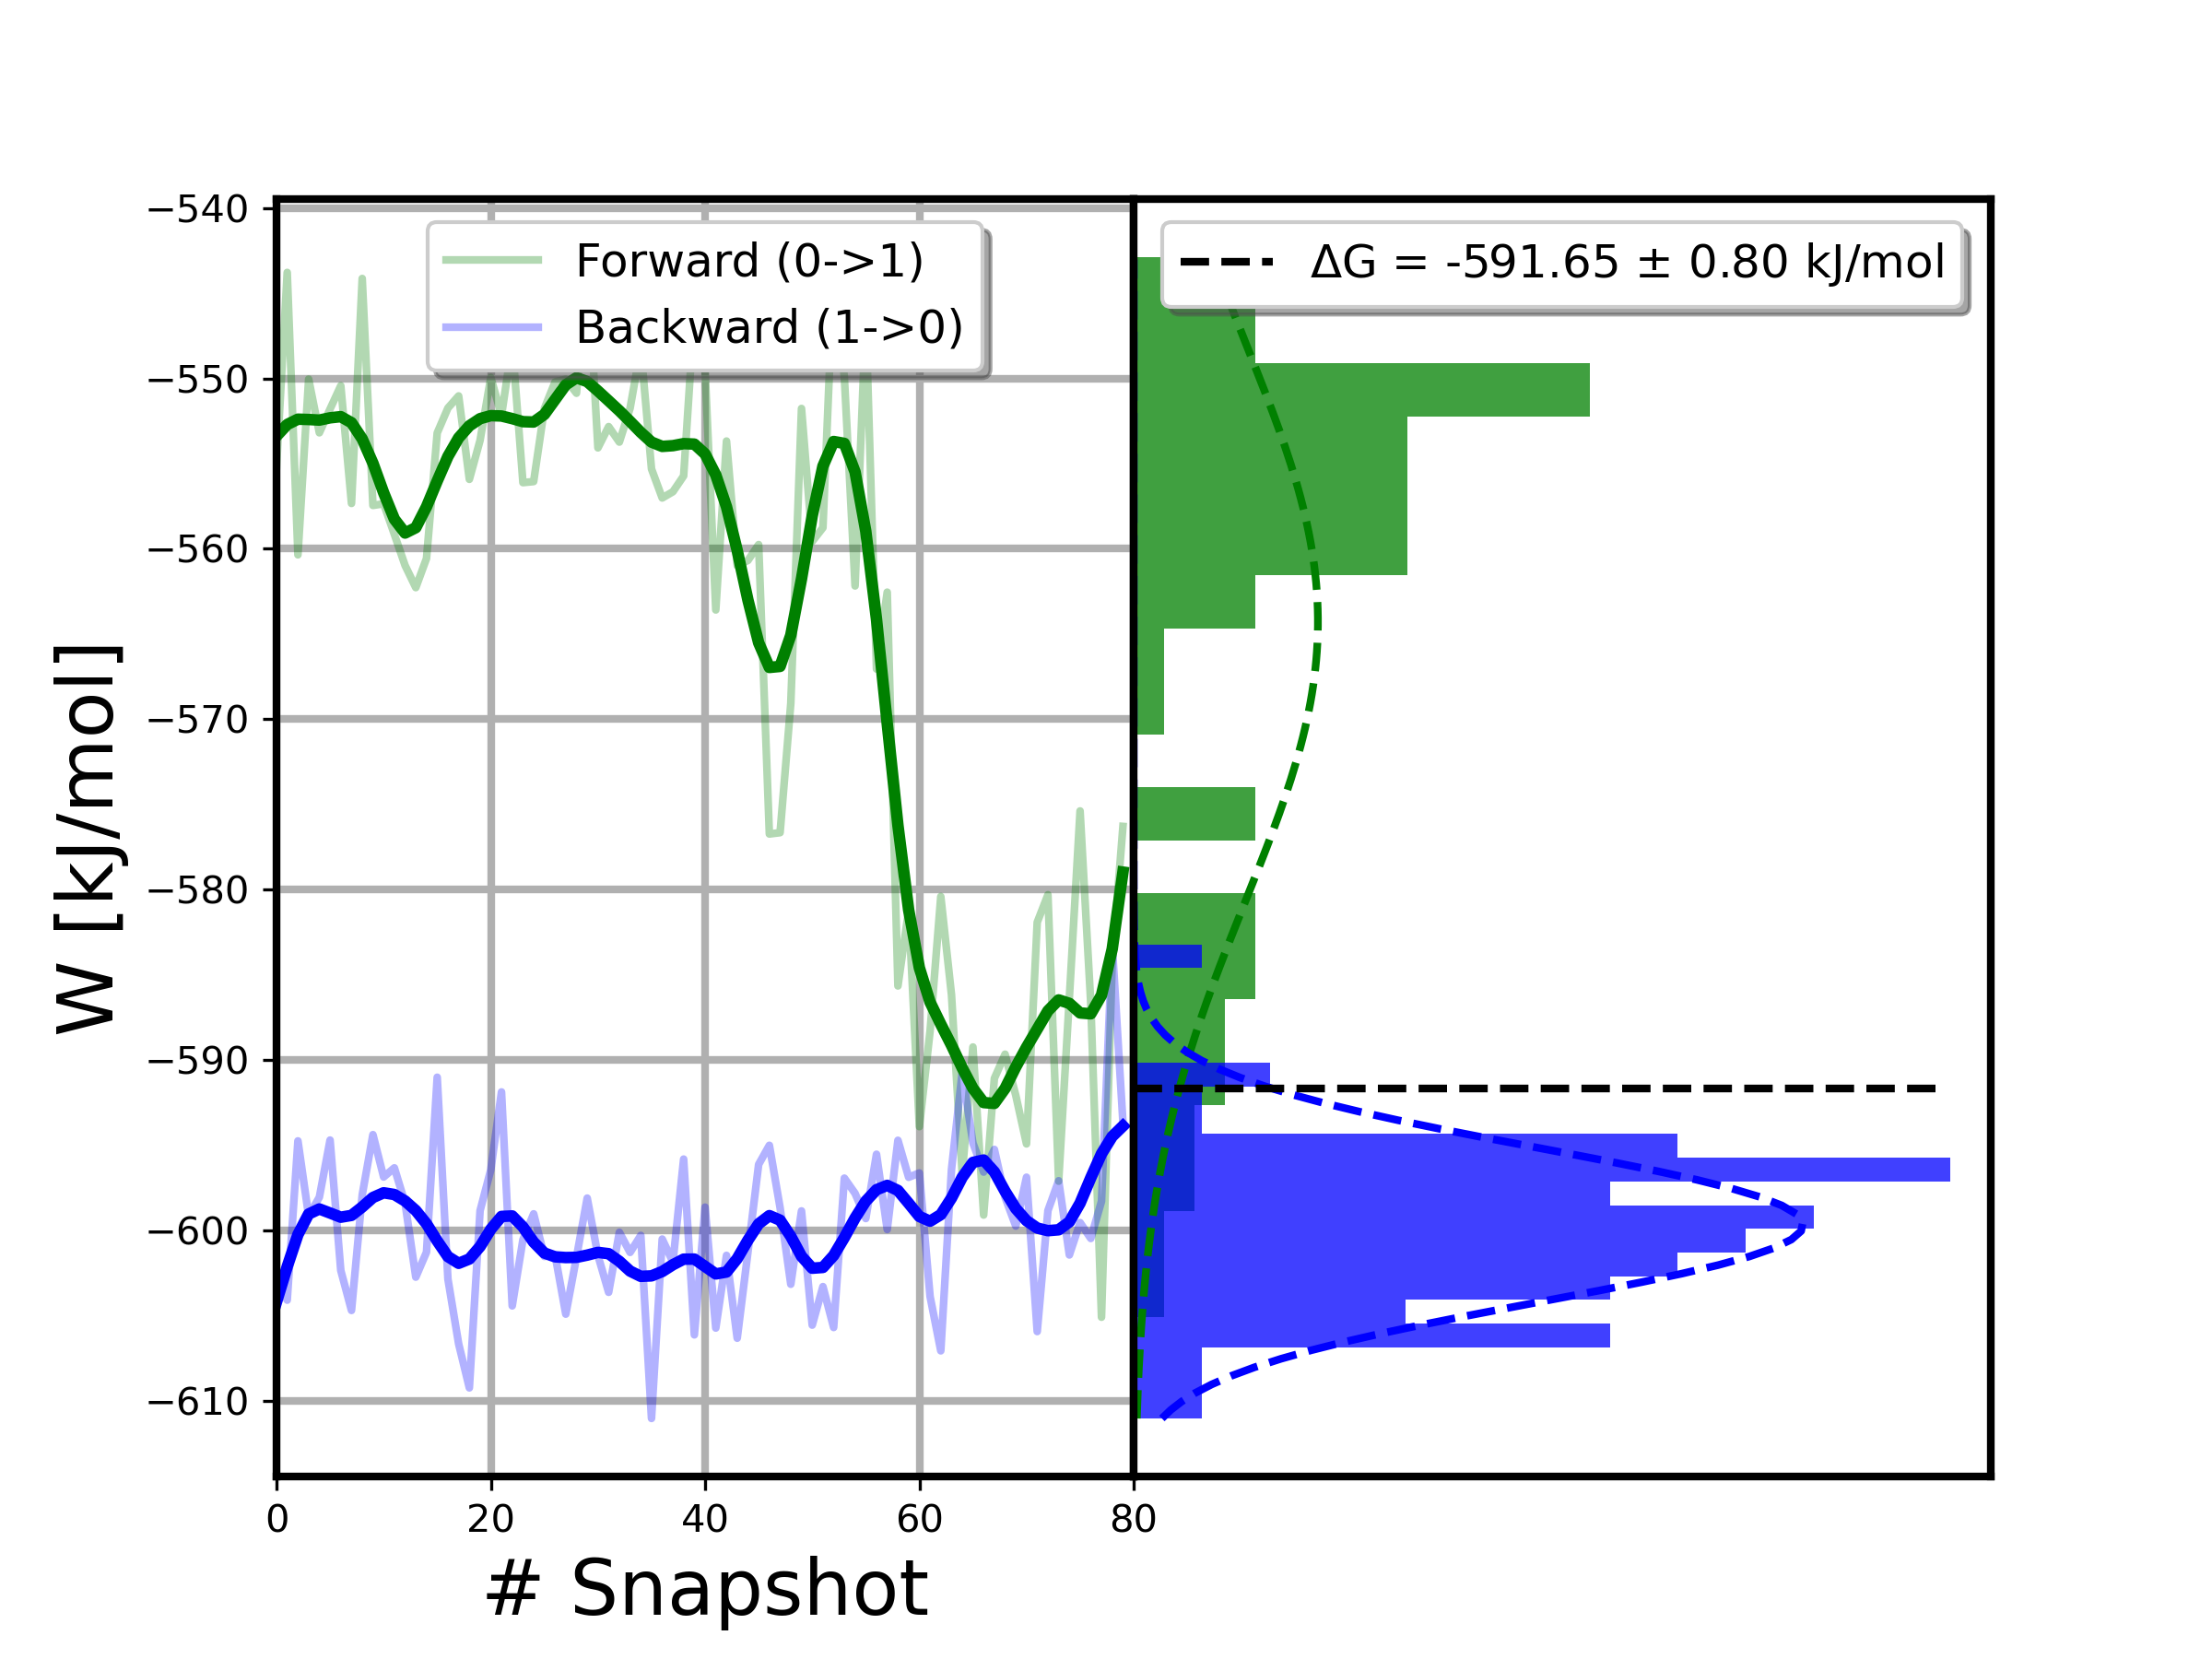 −540
−550
−560
−570
−580
−590
−600
−610
W [kJ/mol]
Forward (0->1)
Backward (1->0)
ΔG = -591.65 ± 0.80 kJ/mol
0 20 40 60 80
# Snapshot